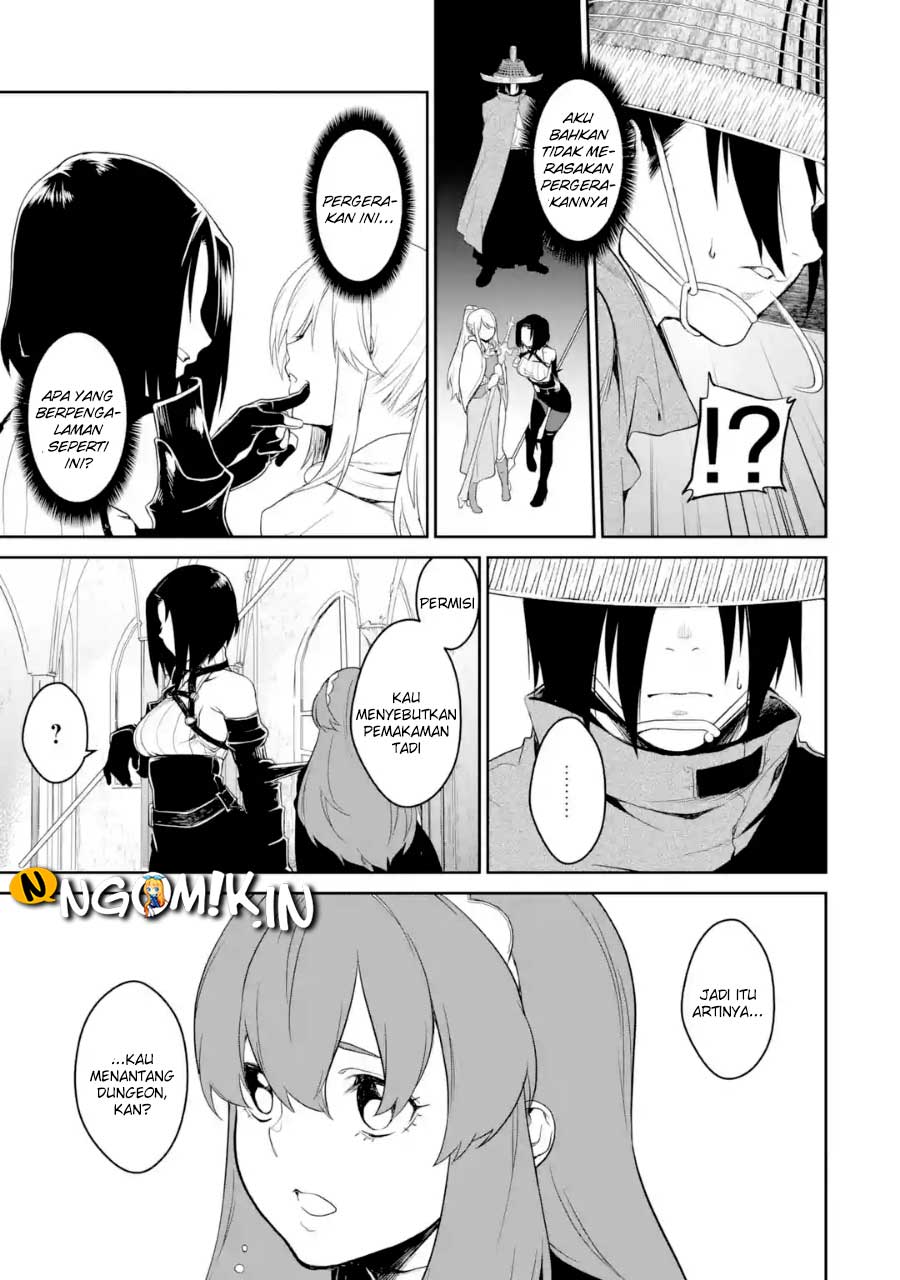 !?
AKU
BAHKAN
TIDAK ME-
RASAKAN
PERGERA-
KANNYA
PERGERA-
KAN INI...
APA YANG
BERPENGA-
LAMAN
SEPERTI
INI?
.........
PERMISI
KAU
MENYEBUTKAN
PEMAKAMAN
TADI
?
JADI ITU
ARTINYA...
...KAU
MENANTANG
DUNGEON,
KAN?
N NGOM!K.IN